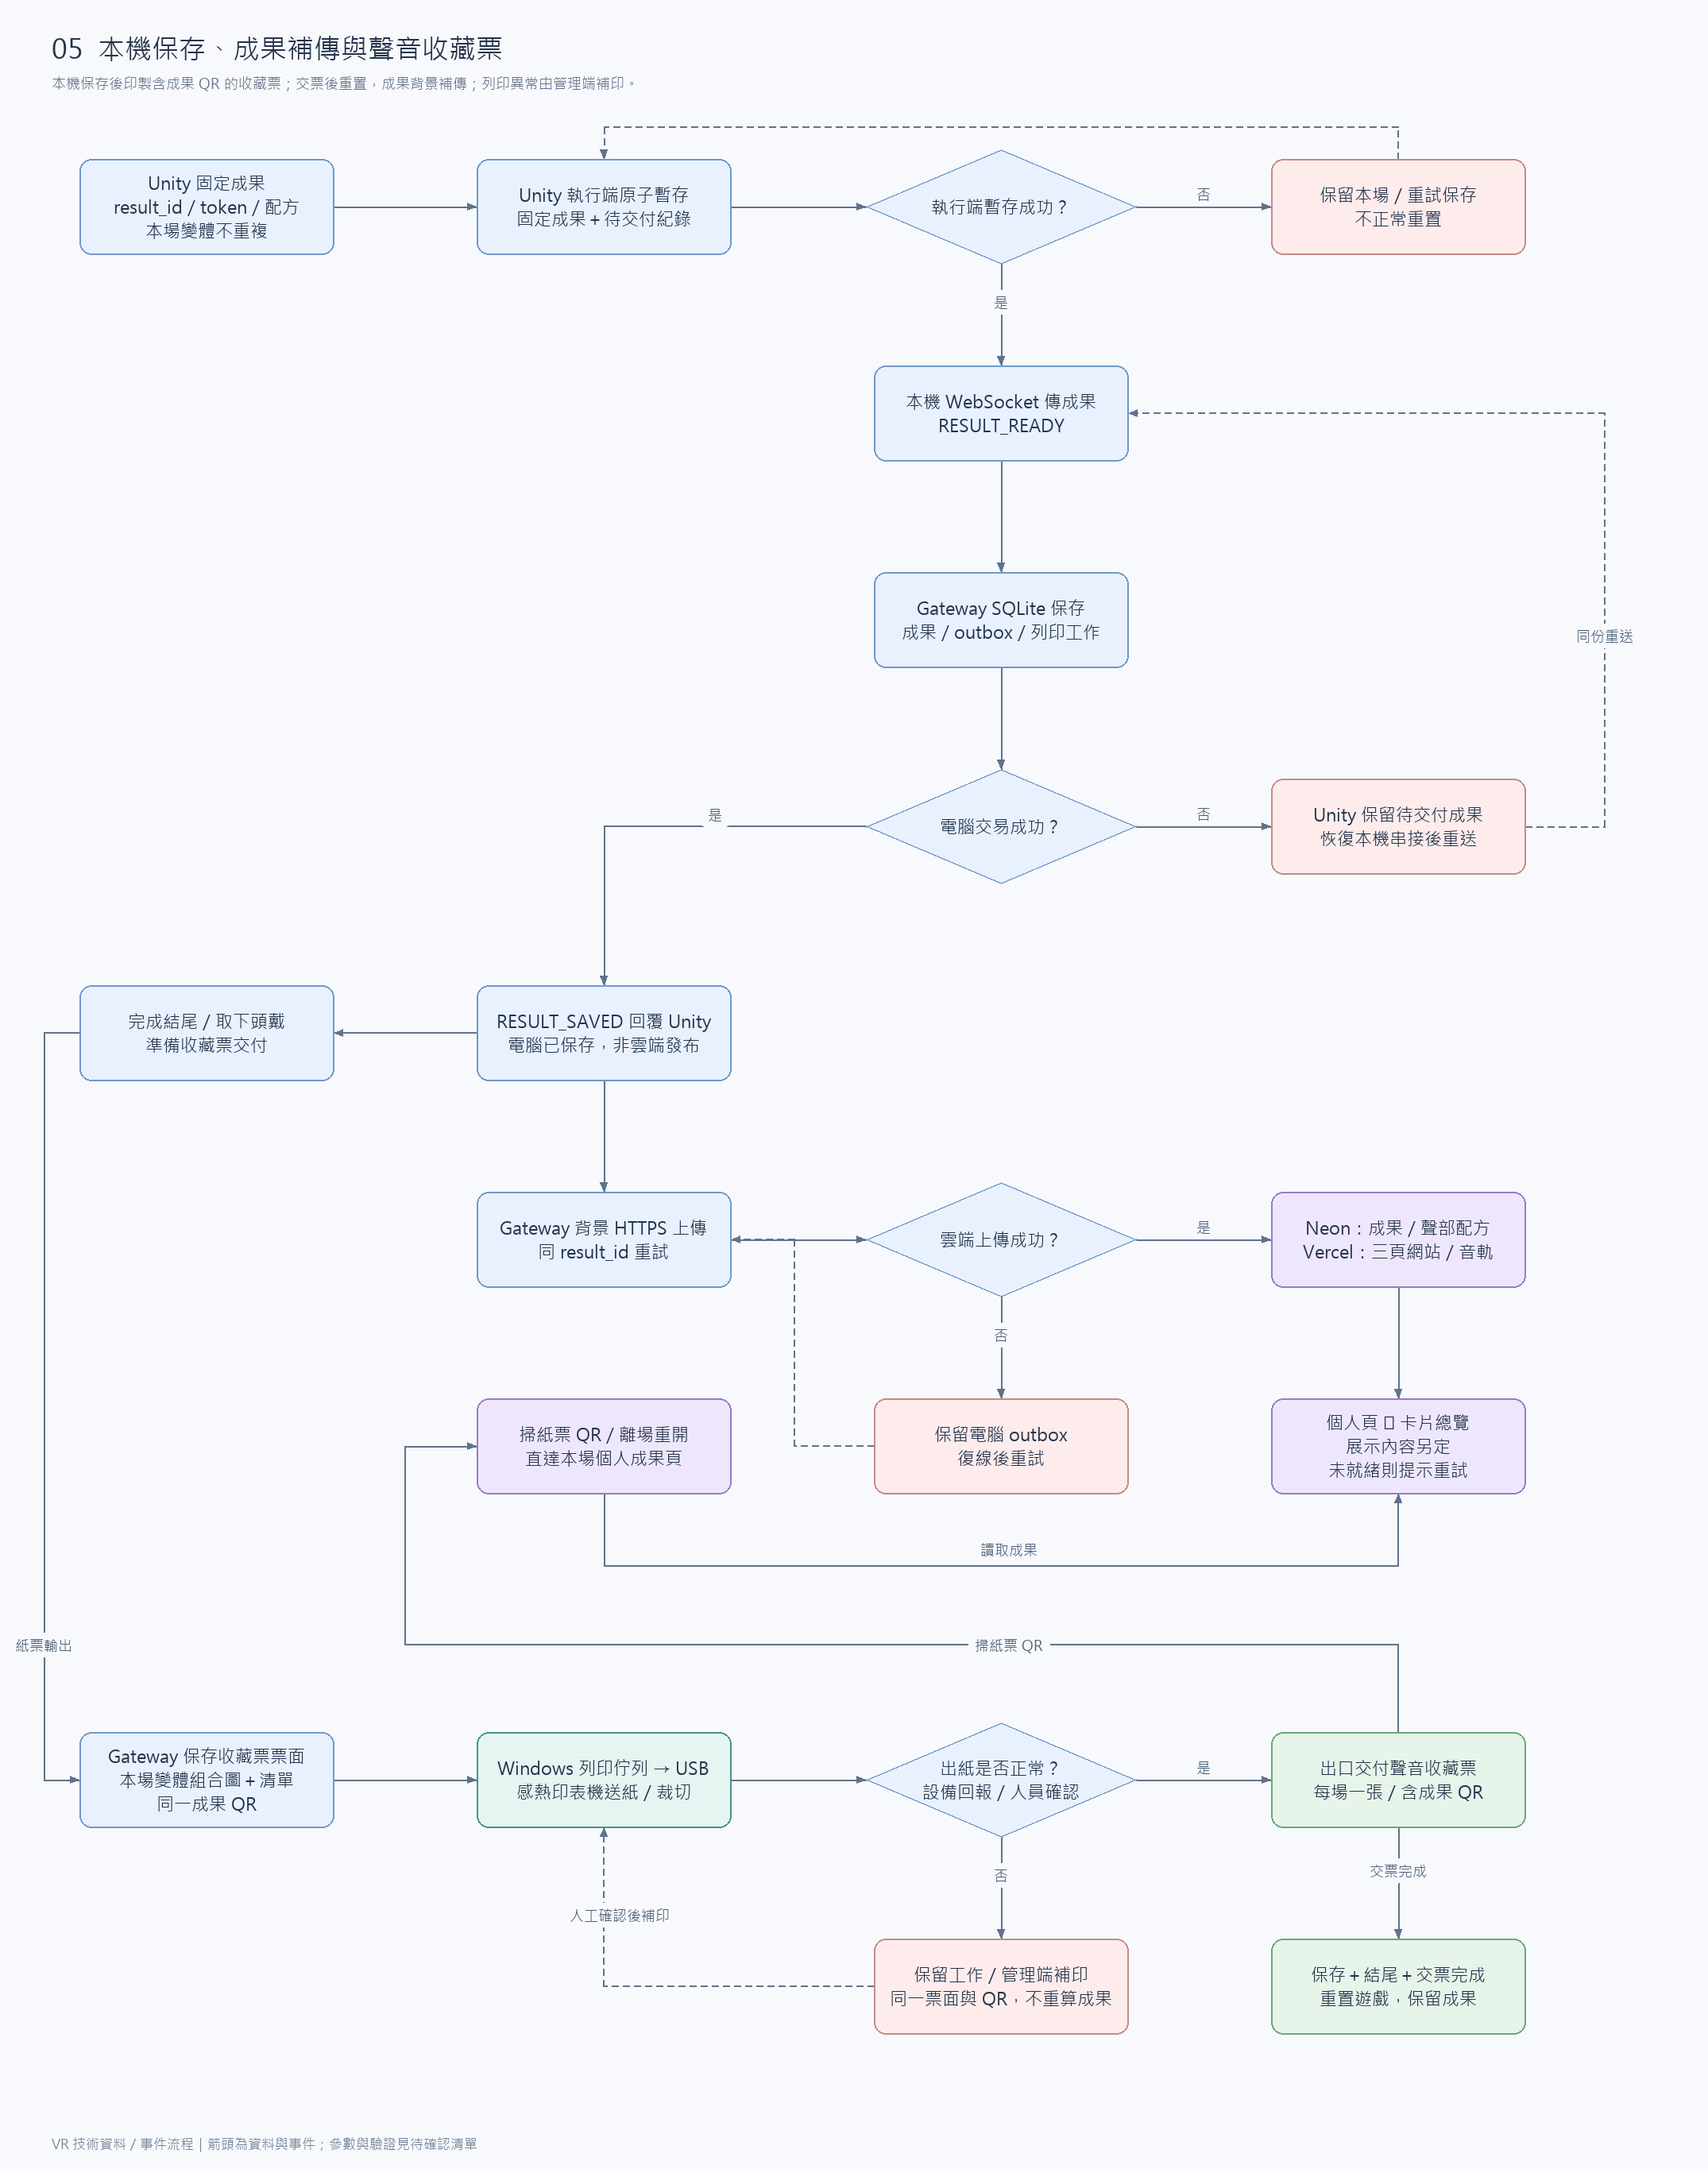 05 本機保存、成果補傳與聲音收藏票
本機保存後印製含成果 QR 的收藏票；交票後重置，成果背景補傳；列印異常由管理端補印。
Unity 固定成果
result_id / token / 配方
本場變體不重複
Unity 執行端原子暫存
固定成果＋待交付紀錄
執行端暫存成功？
否
保留本場 / 重試保存
不正常重置
是
本機 WebSocket 傳成果
RESULT_READY
Gateway SQLite 保存
成果 / outbox / 列印工作
同份重送
電腦交易成功？
是
否
Unity 保留待交付成果
恢復本機串接後重送
完成結尾 / 取下頭戴
準備收藏票交付
RESULT_SAVED 回覆 Unity
電腦已保存，非雲端發布
Gateway 背景 HTTPS 上傳
同 result_id 重試
雲端上傳成功？
是
Neon：成果 / 聲部配方
Vercel：三頁網站 / 音軌
否
掃紙票 QR / 離場重開
直達本場個人成果頁
保留電腦 outbox
復線後重試
個人頁 卡片總覽
展示內容另定
未就緒則提示重試
讀取成果
紙票輸出
掃紙票 QR
Gateway 保存收藏票票面
本場變體組合圖＋清單
同一成果 QR
Windows 列印佇列 → USB
感熱印表機送紙 / 裁切
出紙是否正常？
設備回報 / 人員確認
是
出口交付聲音收藏票
每場一張 / 含成果 QR
否
交票完成
人工確認後補印
保留工作 / 管理端補印
同一票面與 QR，不重算成果
保存＋結尾＋交票完成
重置遊戲，保留成果
VR 技術資料 / 事件流程｜箭頭為資料與事件；參數與驗證見待確認清單